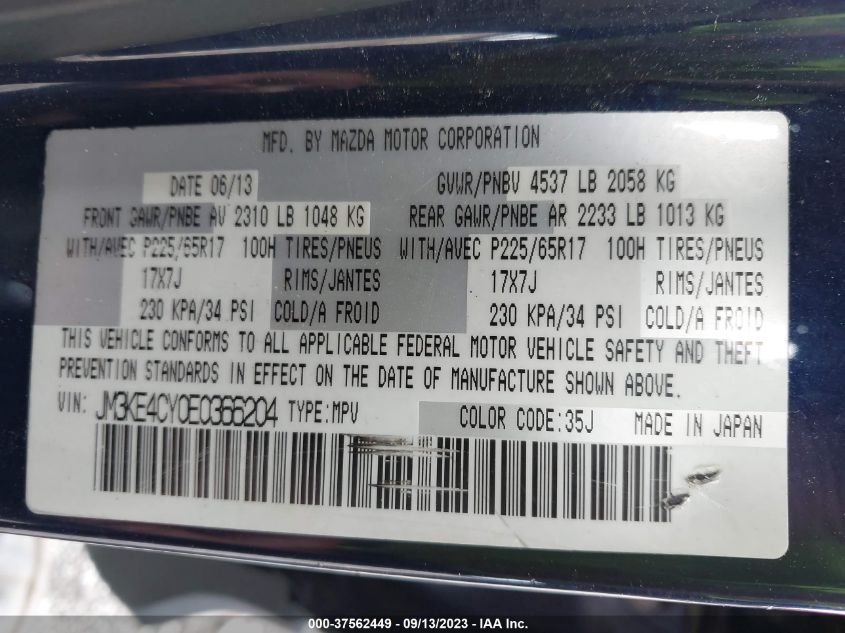 MFD. BY MAZDA MOTOR CORPORATION
DATE 06/13 GVWR/PNBV 4537 LB 2058 KG
FRONT GAWR/PNBE AV 2310 LB 1048 KG REAR GAWR/PNBE AR 2233 LB 1013 KG
WITH/AVEC P225/65R17 100H TIRES/PNEUS WITH/AVEC P225/65R17 100H TIRES/PNEUS
17X7J RIMS/JANTES 17X7J RIMS/JANTES
230 KPA/34 PSI COLD/A FROID 230 KPA/34 PSI COLD/A FROID
THIS VEHICLE CONFORMS TO ALL APPLICABLE FEDERAL MOTOR VEHICLE SAFETY AND THEFT
PREVENTION STANDARDS IN EFFECT ON THE DATE OF MANUFACTURE SHOWN ABOVE.
VIN: JM3KE4CY0E0366204 TYPE:MPV COLOR CODE:35J MADE IN JAPAN
000-37562449 - 09/13/2023 - IAA Inc.